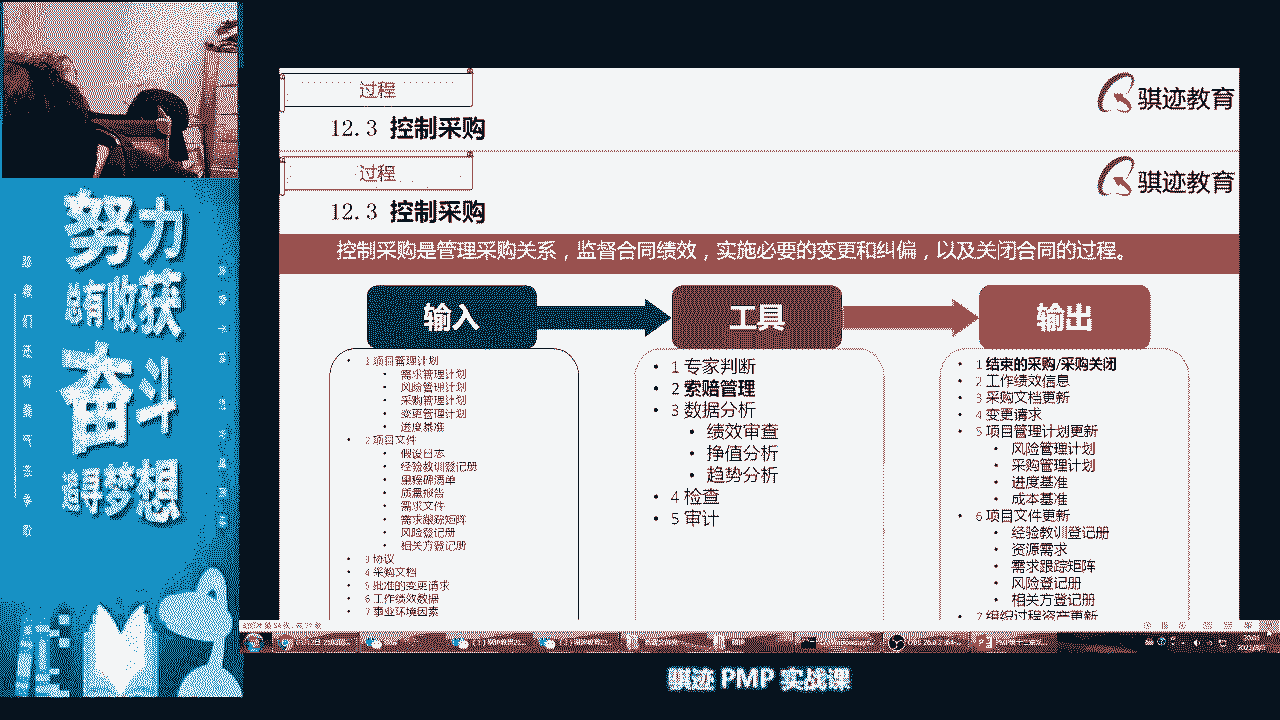 过程
骐迹教育
12.3 控制采购
过程
骐迹教育
12.3 控制采购
控制采购是管理采购关系，监督合同绩效，实施必要的变更和纠偏，以及关闭合同的过程。
输入
工具
输出
1 项目管理计划
需求管理计划
风险管理计划
采购管理计划
变更管理计划
进度基准
2 项目文件
假设日志
经验教训登记册
里程碑清单
质量报告
需求文件
需求跟踪矩阵
风险登记册
相关方登记册
3 协议
4 采购文档
5 批准的变更请求
6 工作绩效数据
7 事业环境因素
1 专家判断
2 索赔管理
3 数据分析
绩效审查
挣值分析
趋势分析
4 检查
5 审计
1 结束的采购/采购关闭
2 工作绩效信息
3 采购文档更新
4 变更请求
5 项目管理计划更新
风险管理计划
采购管理计划
进度基准
成本基准
6 项目文件更新
经验教训登记册
资源需求
需求跟踪矩阵
风险登记册
相关方登记册
7 组织过程资产更新
努力
总有收获
奋斗
追寻梦想
骐迹 PMP 实战课